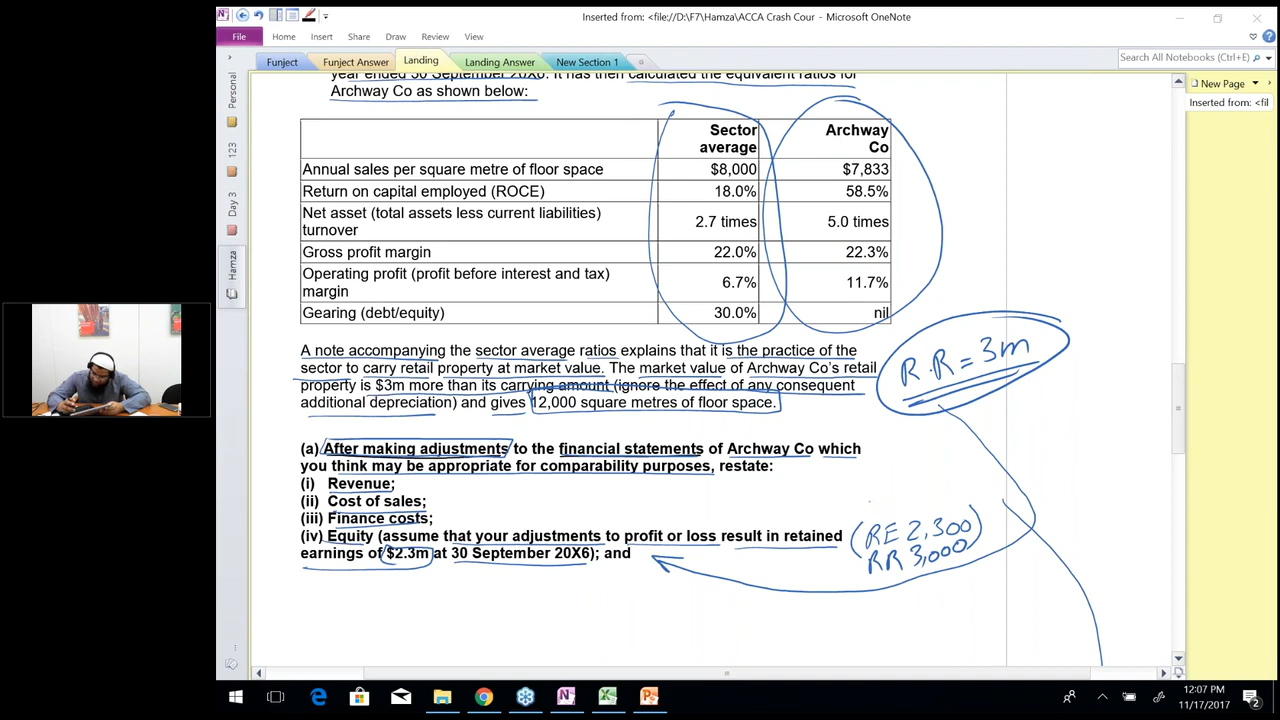 Inserted from: <file://D:\F7\Hamza\ACCA Crash Cour - Microsoft OneNote
File Home Insert Share Draw Review View
Funject Funject Answer Landing Landing Answer New Section 1
Search All Notebooks (Ctrl+E)
New Page
Inserted from: <fil
Personal
123
Day 3
Hamza
year ended 30 September 20X6. It has then calculated the equivalent ratios for
Archway Co as shown below:
Sector average Archway Co
Annual sales per square metre of floor space $8,000 $7,833
Return on capital employed (ROCE) 18.0% 58.5%
Net asset (total assets less current liabilities) turnover 2.7 times 5.0 times
Gross profit margin 22.0% 22.3%
Operating profit (profit before interest and tax) margin 6.7% 11.7%
Gearing (debt/equity) 30.0% nil
A note accompanying the sector average ratios explains that it is the practice of the
sector to carry retail property at market value. The market value of Archway Co's retail
property is $3m more than its carrying amount (ignore the effect of any consequent
additional depreciation) and gives 12,000 square metres of floor space.
R.R = 3m
(a) After making adjustments to the financial statements of Archway Co which
you think may be appropriate for comparability purposes, restate:
(i) Revenue;
(ii) Cost of sales;
(iii) Finance costs;
(iv) Equity (assume that your adjustments to profit or loss result in retained
earnings of $2.3m at 30 September 20X6); and
(RE 2,300)
RR 3,000
12:07 PM
11/17/2017
2